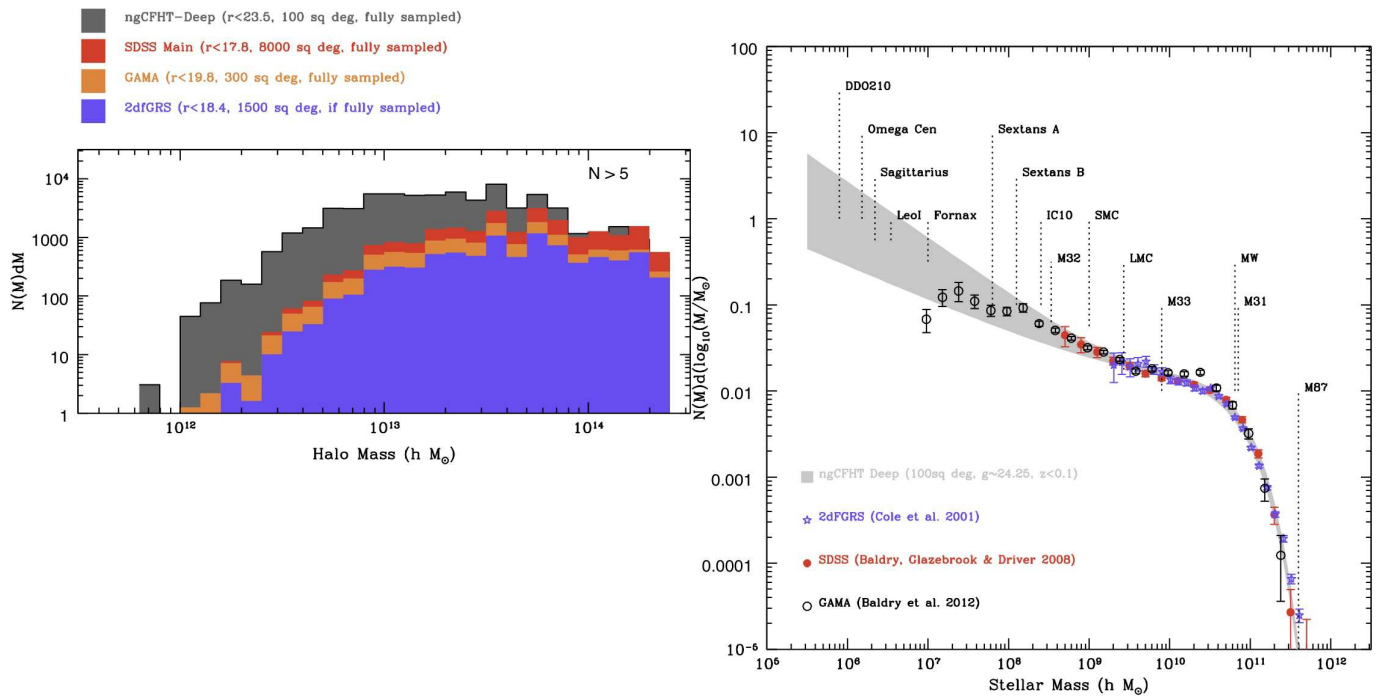 ngCFHT-Deep (r<23.5, 100 sq deg, fully sampled)
SDSS Main (r<17.8, 8000 sq deg, fully sampled)
GAMA (r<19.8, 300 sq deg, fully sampled)
2dfGRS (r<18.4, 1500 sq deg, if fully sampled)
N > 5
N(M)dM
10⁴
1000
100
10
1
10¹²
10¹³
10¹⁴
Halo Mass (h M☉)
N(M)d(log₁₀(M/M☉)
100
10
1
0.1
0.01
0.001
0.0001
10⁻⁵
DDO210
Omega Cen
Sextans A
Sagittarius
Sextans B
LeoI
Fornax
IC10
SMC
M32
LMC
MW
M33
M31
M87
ngCFHT Deep (100sq deg, g~24.25, z<0.1)
2dFGRS (Cole et al. 2001)
SDSS (Baldry, Glazebrook & Driver 2008)
GAMA (Baldry et al. 2012)
10⁵
10⁶
10⁷
10⁸
10⁹
10¹⁰
10¹¹
10¹²
Stellar Mass (h M☉)